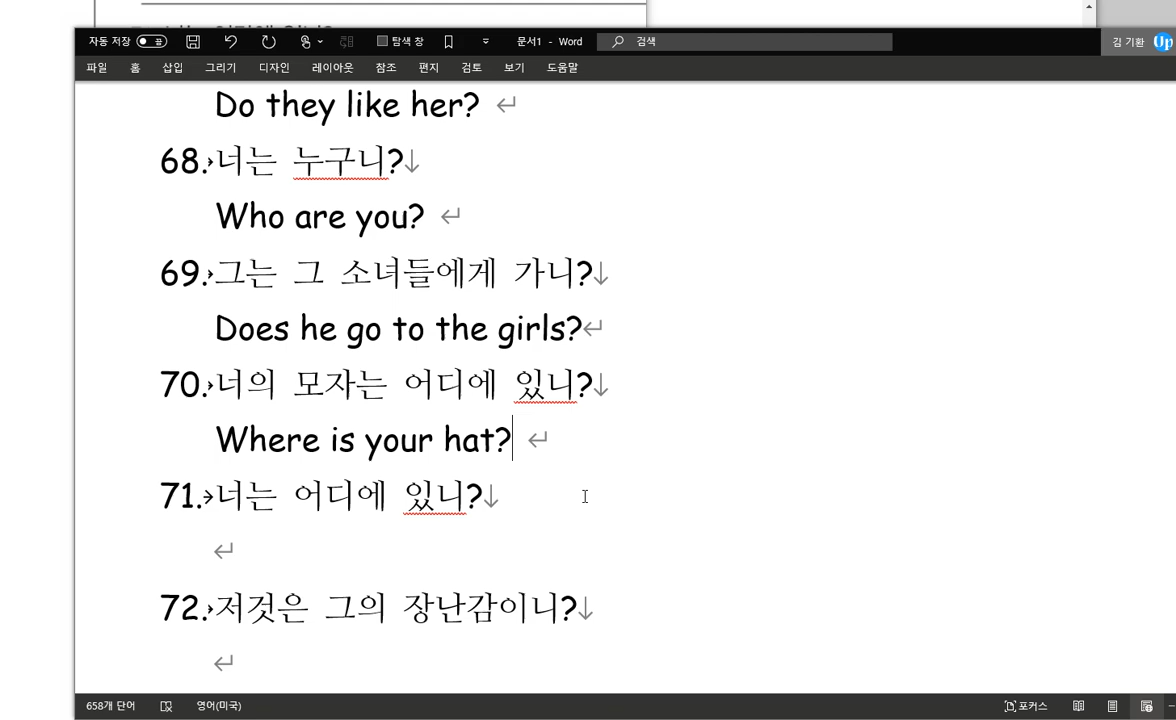 자동 저장 끔 탐색 창 문서1 - Word 검색 김 기환 Up
파일 홈 삽입 그리기 디자인 레이아웃 참조 편지 검토 보기 도움말
Do they like her?
68. 너는 누구니?
Who are you?
69. 그는 그 소녀들에게 가니?
Does he go to the girls?
70. 너의 모자는 어디에 있니?
Where is your hat?
71. 너는 어디에 있니?
72. 저것은 그의 장난감이니?
658개 단어 영어(미국) 포커스